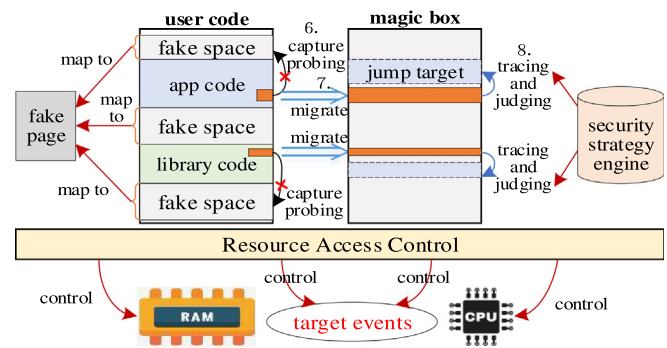 user code
magic box
6.
capture
probing
8.
tracing
and
judging
map to
fake space
app code
7.
jump target
migrate
fake
page
map
to
fake space
security
strategy
engine
migrate
library code
tracing
and
judging
map to
fake space
capture
probing
Resource Access Control
control
control
control
control
RAM
target events
CPU